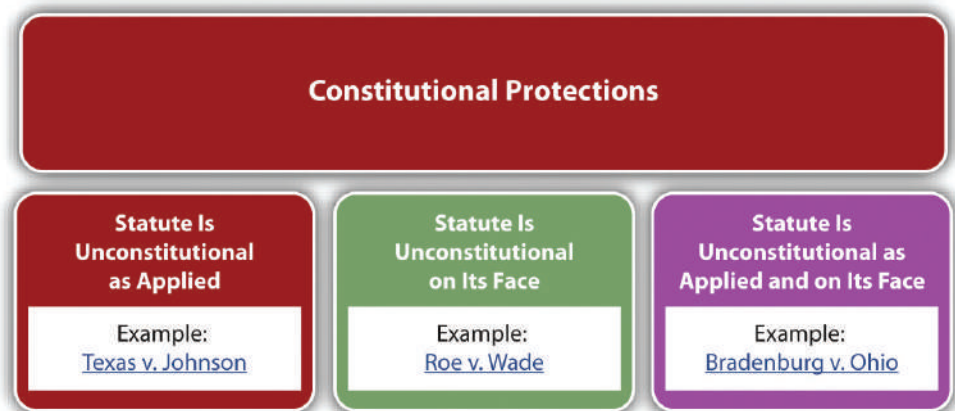 Constitutional Protections
Statute Is
Unconstitutional
as Applied
Example:
Texas v. Johnson
Statute Is
Unconstitutional
on Its Face
Example:
Roe v. Wade
Statute Is
Unconstitutional as
Applied and on Its Face
Example:
Bradenburg v. Ohio